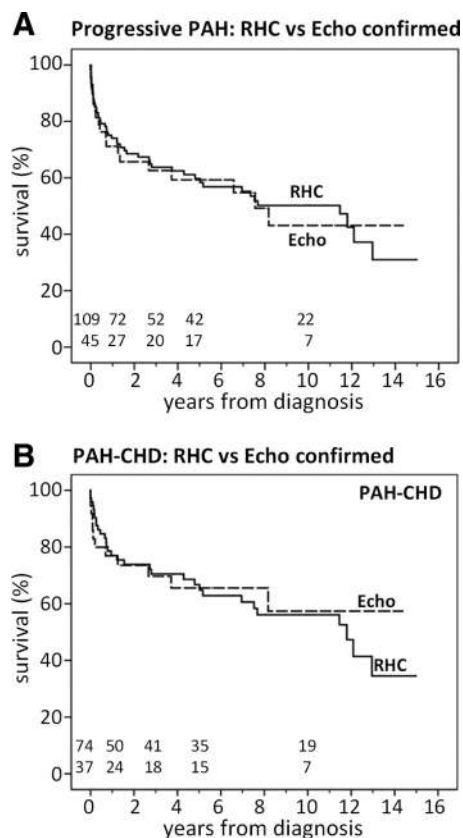 A Progressive PAH: RHC vs Echo confirmed
100
80
60
40
20
0
survival (%)
RHC
Echo
109 72 52 42 22
45 27 20 17 7
0 2 4 6 8 10 12 14 16
years from diagnosis
B PAH-CHD: RHC vs Echo confirmed
PAH-CHD
100
80
60
40
20
0
survival (%)
Echo
RHC
74 50 41 35 19
37 24 18 15 7
0 2 4 6 8 10 12 14 16
years from diagnosis